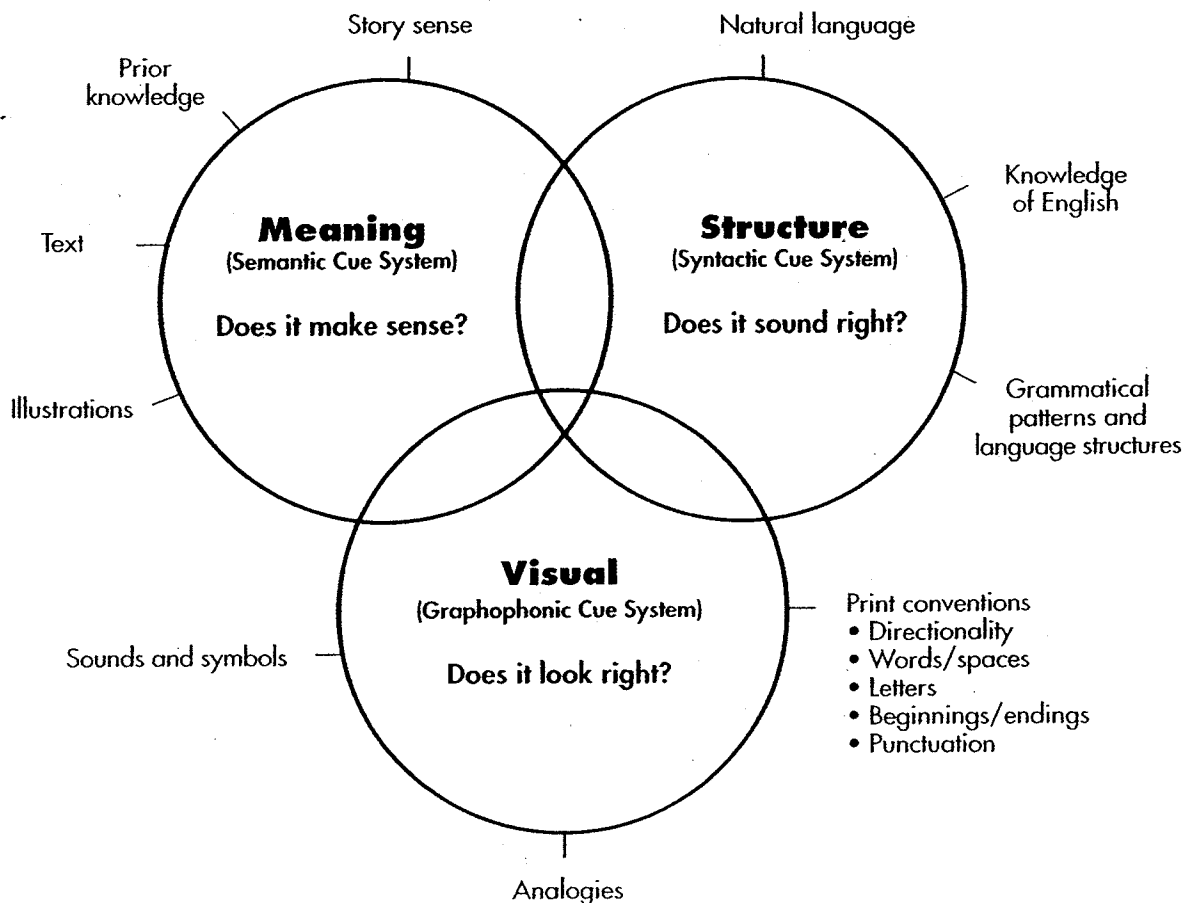 Story sense
Natural language
Prior
knowledge
Knowledge
of English
Text
Meaning
(Semantic Cue System)
Does it make sense?
Structure
(Syntactic Cue System)
Does it sound right?
Illustrations
Grammatical
patterns and
language structures
Visual
(Graphophonic Cue System)
Does it look right?
Sounds and symbols
Print conventions
• Directionality
• Words/spaces
• Letters
• Beginnings/endings
• Punctuation
Analogies